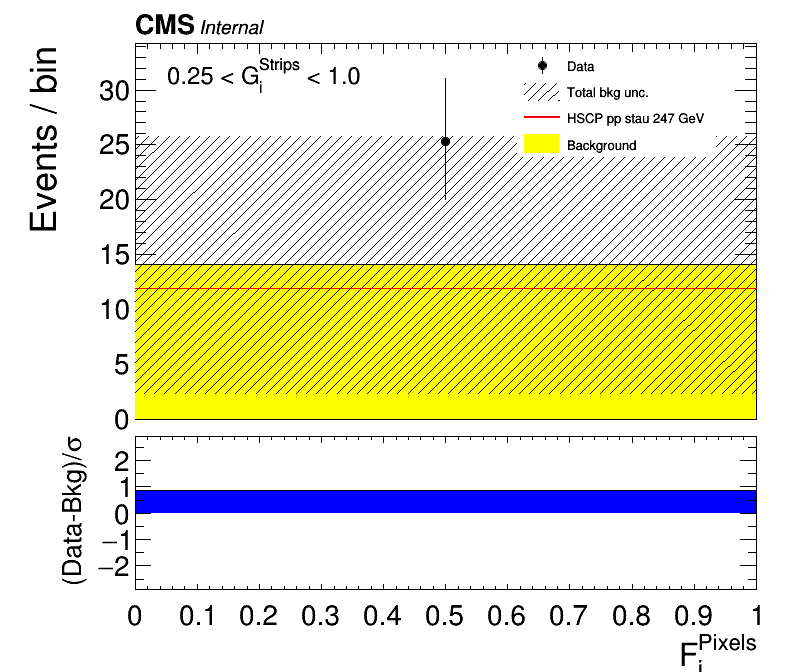 CMS Internal
0.25 < G_i^Strips < 1.0
Data
Total bkg unc.
HSCP pp stau 247 GeV
Background
Events / bin
30
25
20
15
10
5
0
(Data-Bkg)/σ
2
1
0
−1
−2
0 0.1 0.2 0.3 0.4 0.5 0.6 0.7 0.8 0.9 1
F_i^Pixels